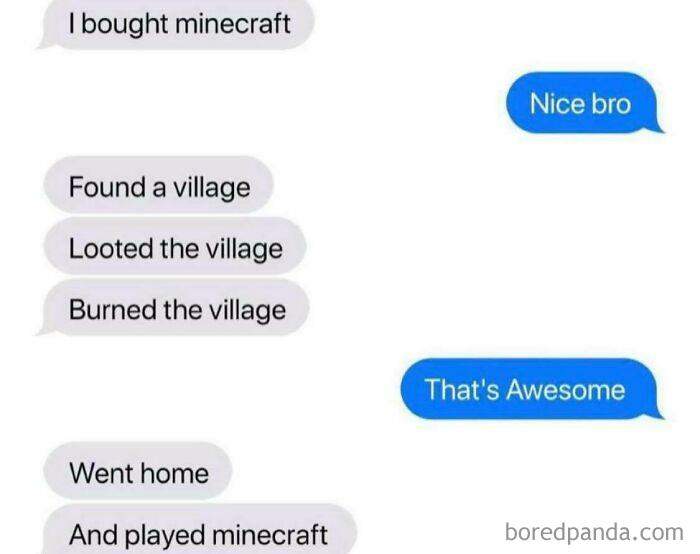 I bought minecraft
Nice bro
Found a village
Looted the village
Burned the village
That's Awesome
Went home
And played minecraft
boredpanda.com